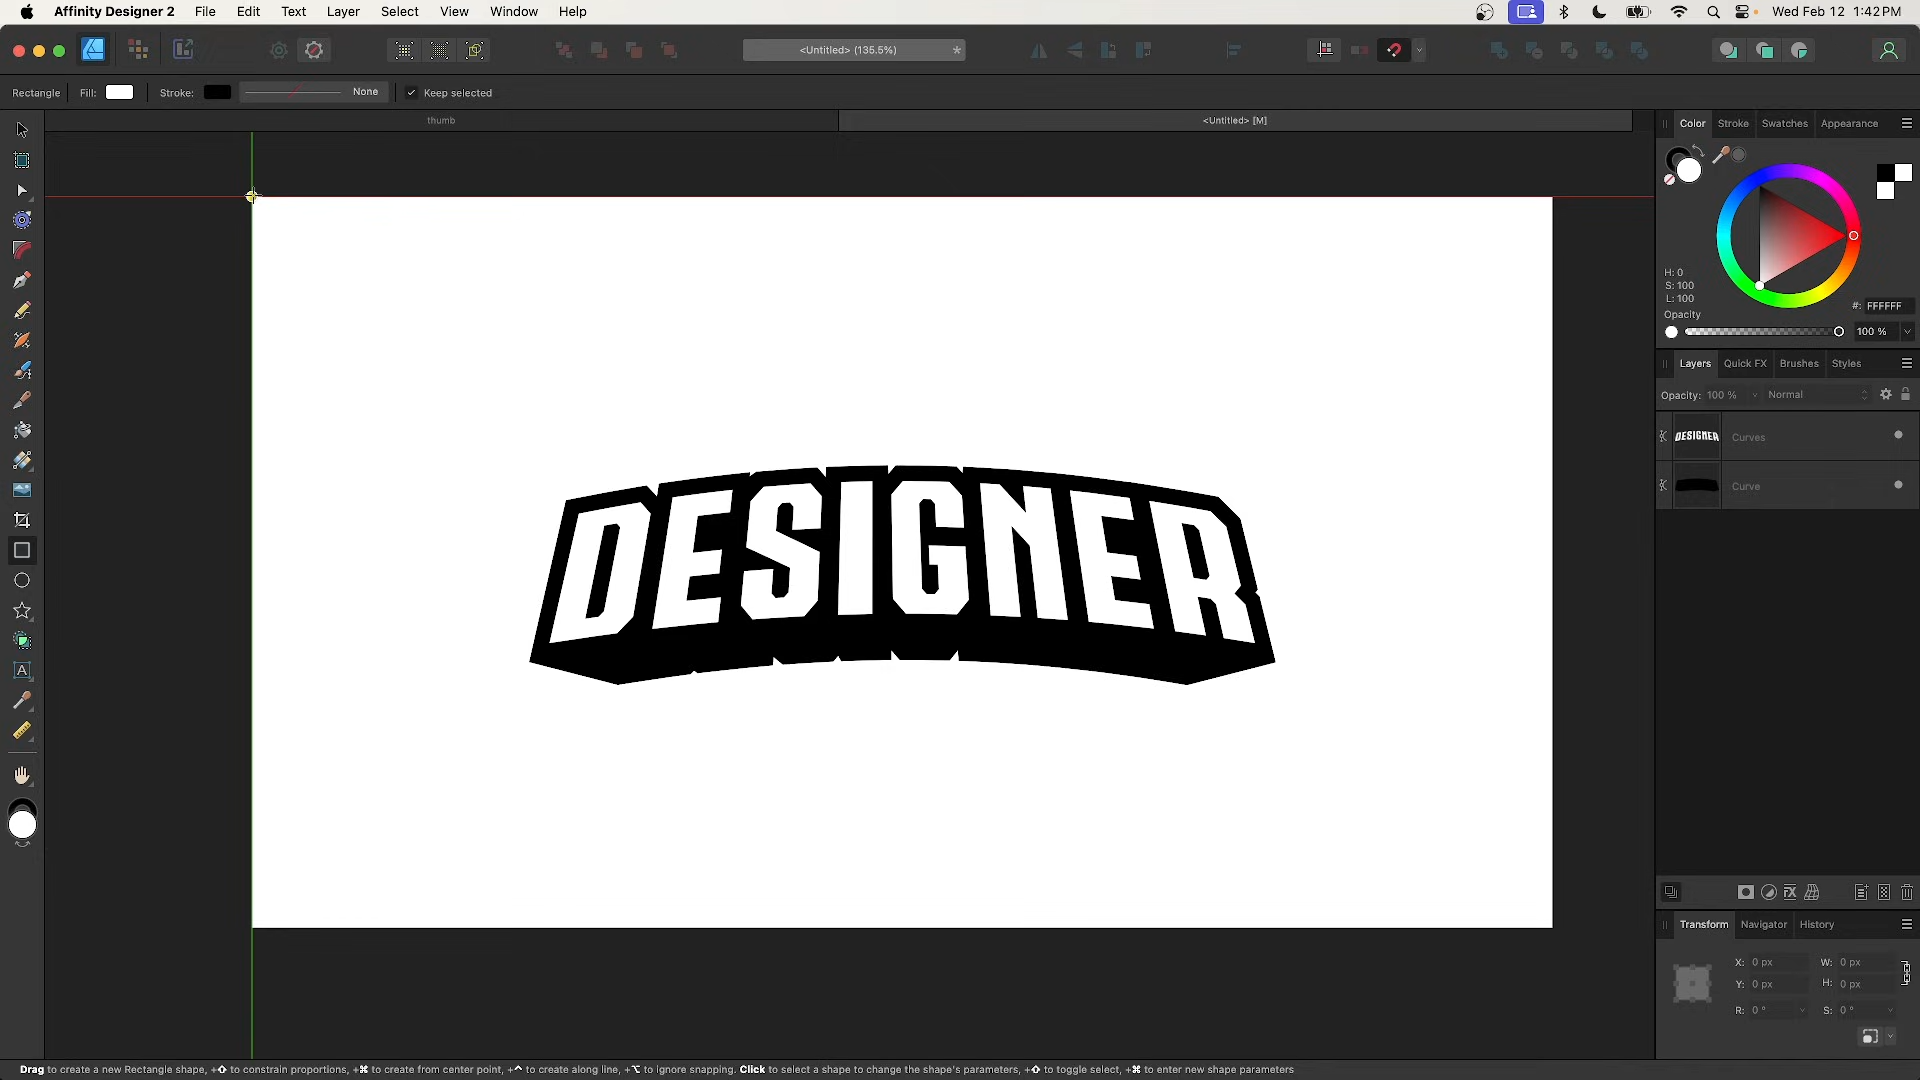 Affinity Designer 2 File Edit Text Layer Select View Window Help Wed Feb 12 1:42 PM
<Untitled> (135.5%) *
Rectangle Fill: Stroke: None Keep selected
thumb <Untitled> [M]
Color Stroke Swatches Appearance
H: 0
S: 100
L: 100
#: FFFFFF
Opacity
100 %
Layers Quick FX Brushes Styles
Opacity: 100 % Normal
DESIGNER Curves
Curve
DESIGNER
A
Transform Navigator History
X: 0 px W: 0 px
Y: 0 px H: 0 px
R: 0 ° S: 0 °
Drag to create a new Rectangle shape, +⇧ to constrain proportions, +⌘ to create from center point, +^ to create along line, +⌥ to ignore snapping. Click to select a shape to change the shape's parameters, +⇧ to toggle select, +⌘ to enter new shape parameters